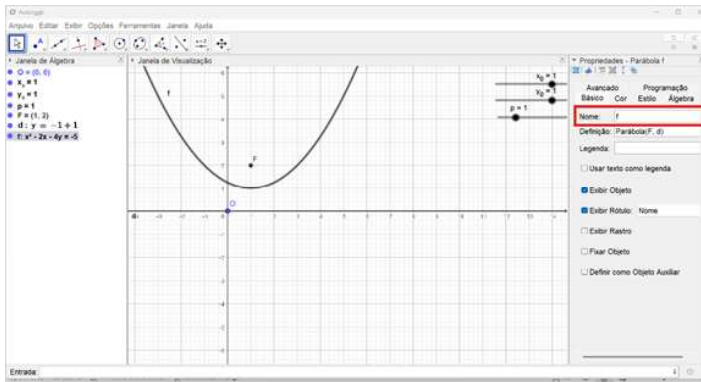 Arquivo Editar Exibir Opções Ferramentas Janela Ajuda
Janela de Álgebra
O = (0, 0)
x₀ = 1
y₀ = 1
p = 1
F = (1, 2)
d: y = -1 + 1
f: x² - 2x - 4y = -5
Janela de Visualização
f
F
O
d
x₀ = 1
y₀ = 1
p = 1
Propriedades - Parábola f
Avançado Programação
Básico Cor Estilo Álgebra
Nome: f
Definição: Parábola(F, d)
Legenda:
Usar texto como legenda
Exibir Objeto
Exibir Rótulo: Nome
Exibir Rastro
Fixar Objeto
Definir como Objeto Auxiliar
Entrada: